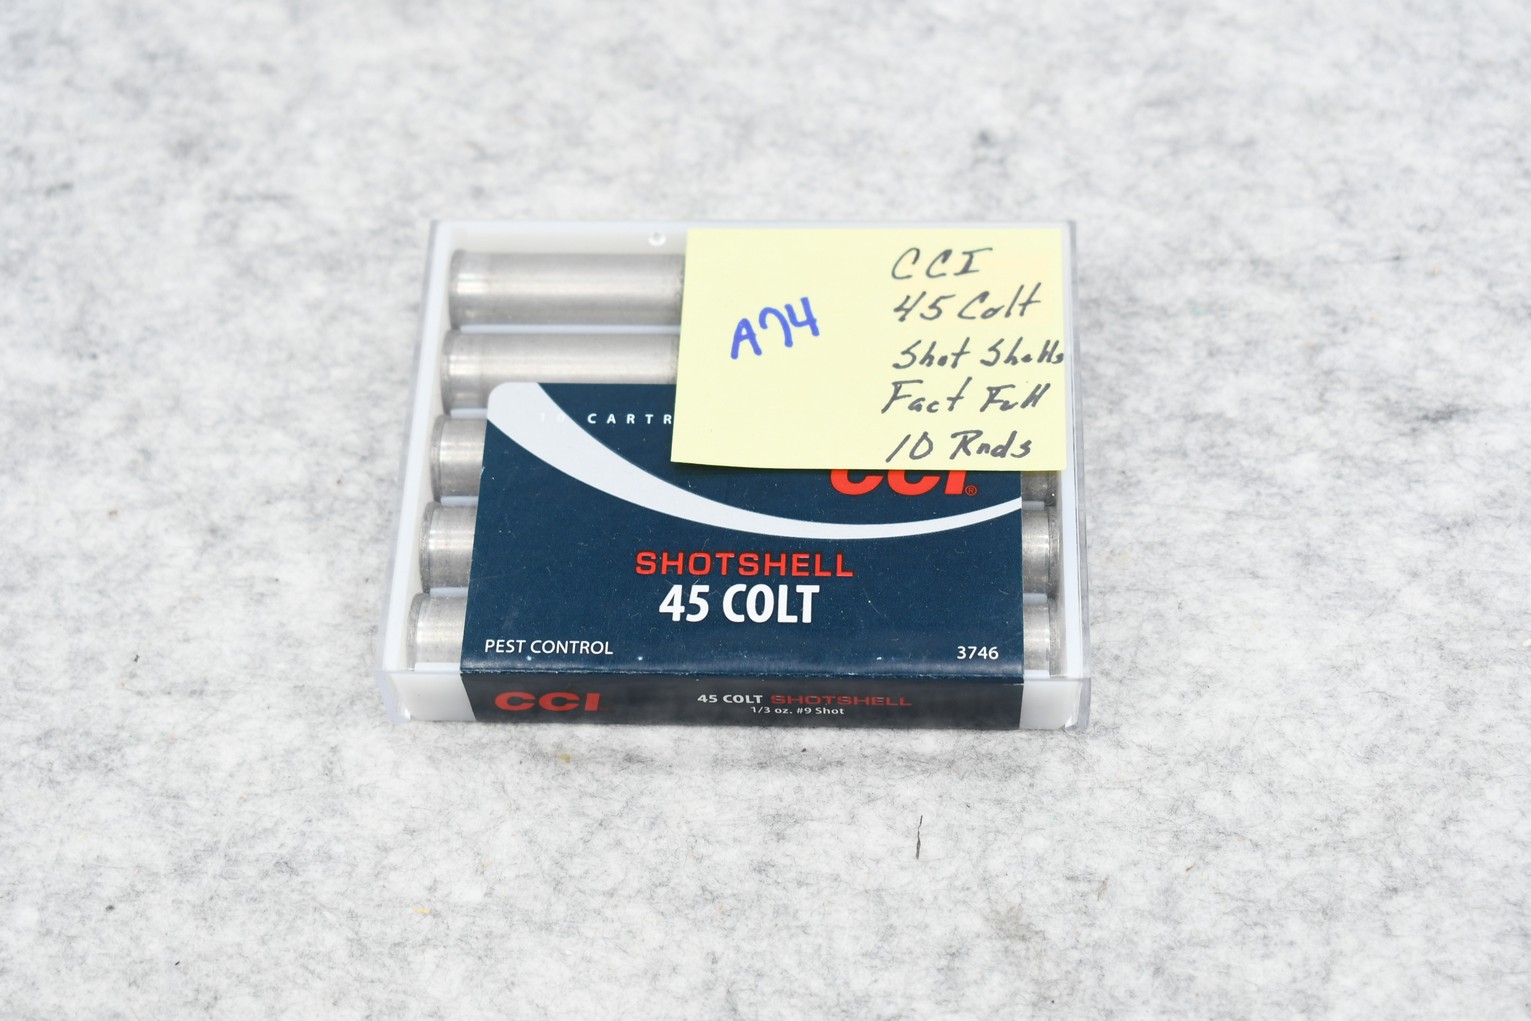 CCI
45 Colt
Shot Shells
Fact Full
10 Rnds
A74
10 CARTR
CCI®
SHOTSHELL
45 COLT
PEST CONTROL
3746
CCI
45 COLT SHOTSHELL
1/3 oz. #9 Shot